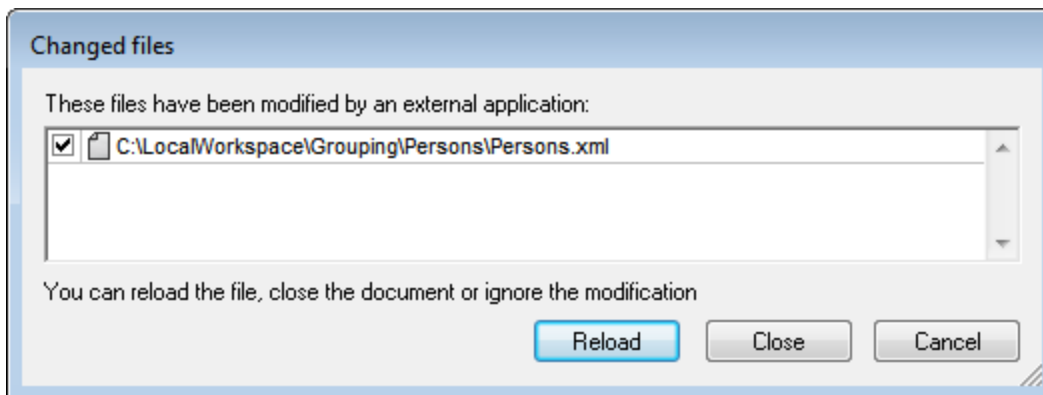 Changed files
These files have been modified by an external application:
C:\LocalWorkspace\Grouping\Persons\Persons.xml
You can reload the file, close the document or ignore the modification
Reload Close Cancel